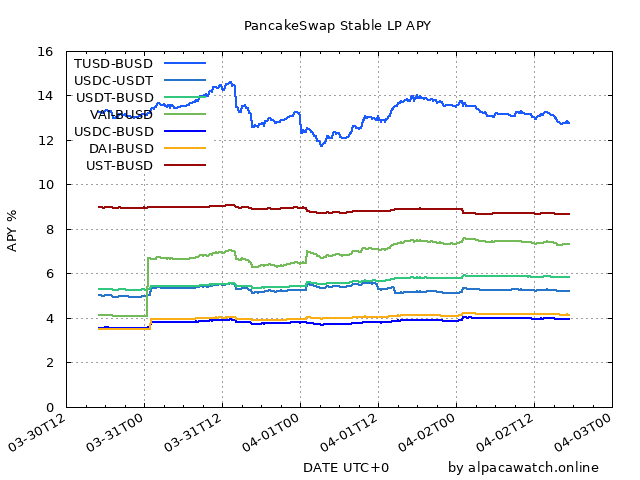 PancakeSwap Stable LP APY
16
14
12
10
8
6
4
2
0
APY %
TUSD-BUSD
USDC-USDT
USDT-BUSD
VAI-BUSD
USDC-BUSD
DAI-BUSD
UST-BUSD
03-30T12
03-31T00
03-31T12
04-01T00
04-01T12
04-02T00
04-02T12
04-03T00
DATE UTC+0
by alpacawatch.online